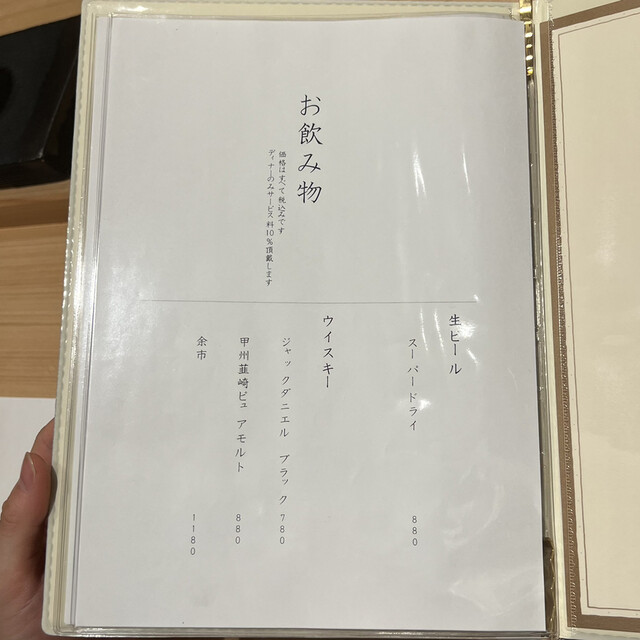 お飲み物
価格はすべて税込みです
ディナーのみサービス料10％頂戴します
生ビール
スーパードライ 880
ウイスキー
ジャックダニエル ブラック 780
甲州韮崎ピュアモルト 880
余市 1180